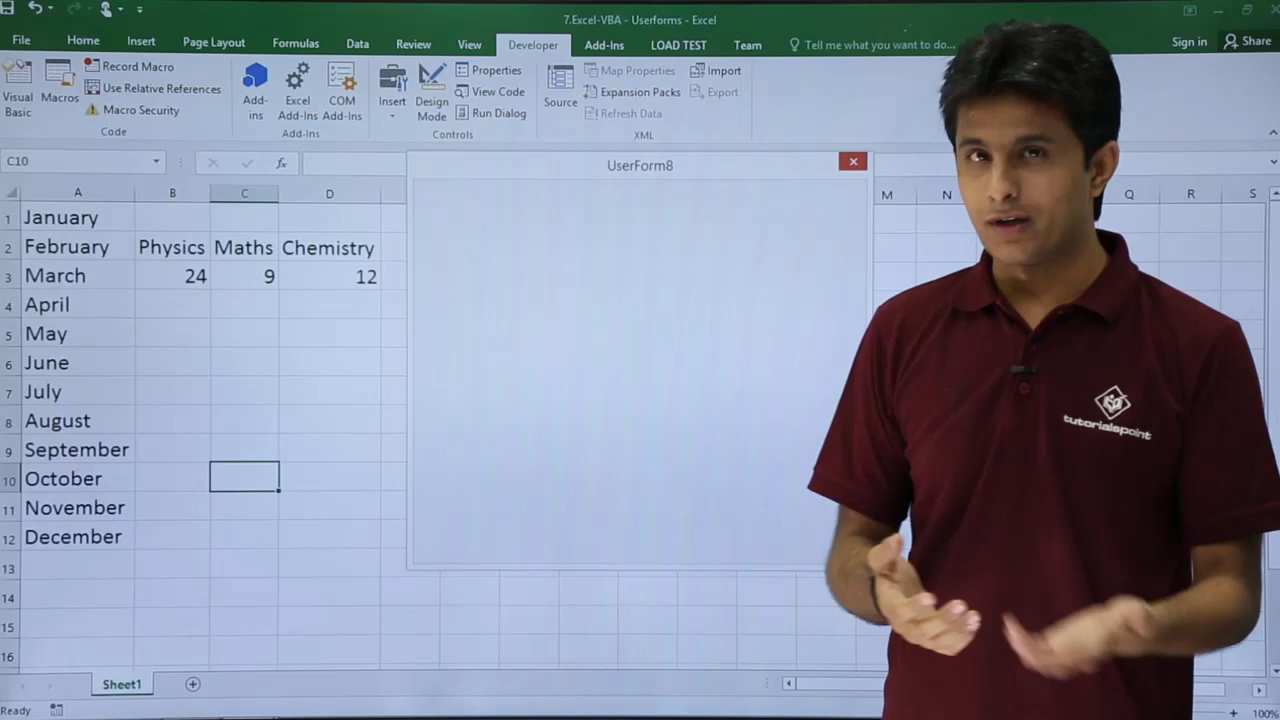 7.Excel-VBA - Userforms - Excel
File Home Insert Page Layout Formulas Data Review View Developer Add-Ins LOAD TEST Team Tell me what you want to do... Sign in Share
Visual Basic
Macros
Record Macro
Use Relative References
Macro Security
Code
Add-ins
Excel Add-Ins
COM Add-Ins
Add-Ins
Insert
Design Mode
Properties
View Code
Run Dialog
Controls
Source
Map Properties
Expansion Packs
Refresh Data
Import
Export
XML
C10
fx
UserForm8
A B C D M N Q R S
1 January
2 February Physics Maths Chemistry
3 March 24 9 12
4 April
5 May
6 June
7 July
8 August
9 September
10 October
11 November
12 December
13
14
15
16
Sheet1
Ready
100%
tutorialspoint